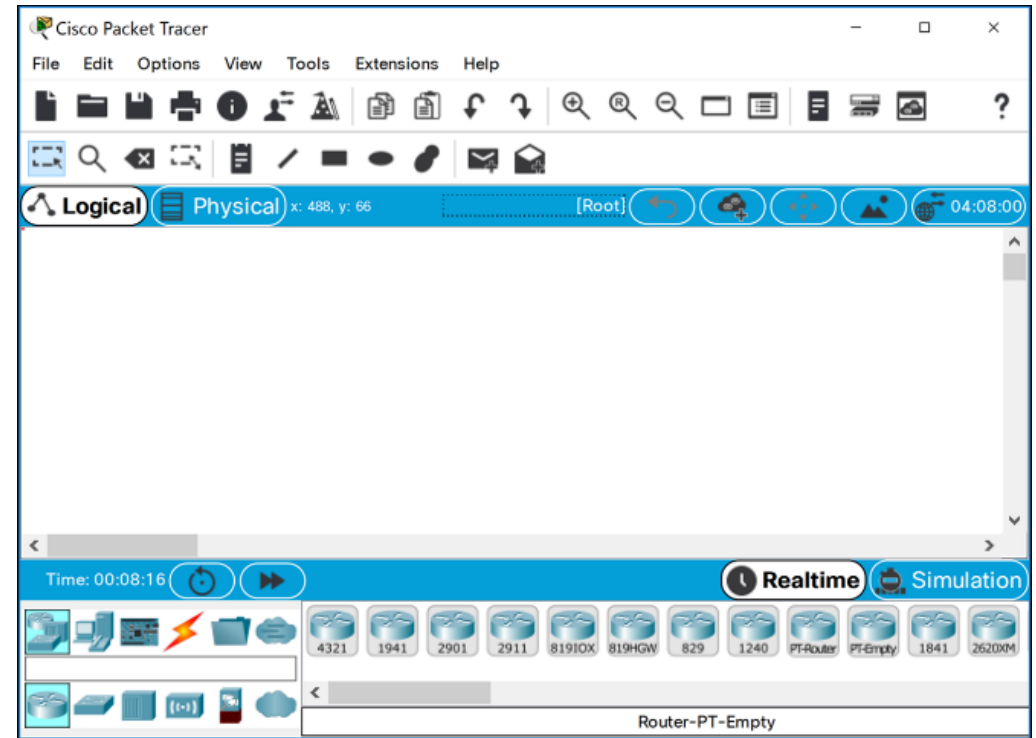 Cisco Packet Tracer
File Edit Options View Tools Extensions Help
Logical Physical x: 488, y: 66 [Root] 04:08:00
Time: 00:08:16 Realtime Simulation
4321 1941 2901 2911 819IOX 819HGW 829 1240 PT-Router PT-Empty 1841 2620XM
Router-PT-Empty